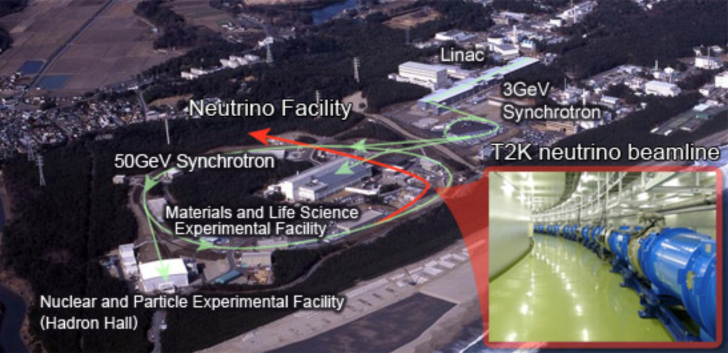 Linac
3GeV
Synchrotron
Neutrino Facility
T2K neutrino beamline
50GeV Synchrotron
Materials and Life Science
Experimental Facility
Nuclear and Particle Experimental Facility
(Hadron Hall)